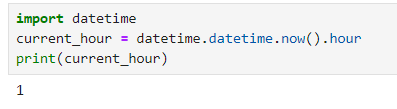 import datetime
current_hour = datetime.datetime.now().hour
print(current_hour)
1